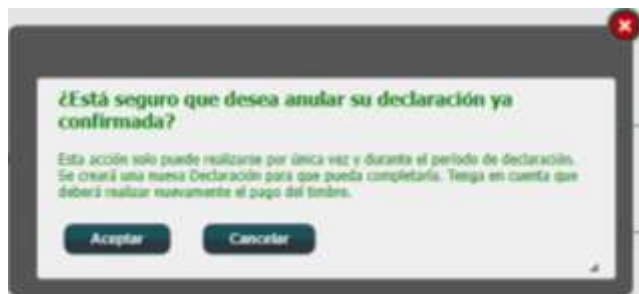 ¿Está seguro que desea anular su declaración ya
confirmada?
Esta acción solo puede realizarse por única vez y durante el período de declaración.
Se creará una nueva Declaración para que pueda completarla. Tenga en cuenta que
deberá realizar nuevamente el pago del timbre.
Aceptar
Cancelar